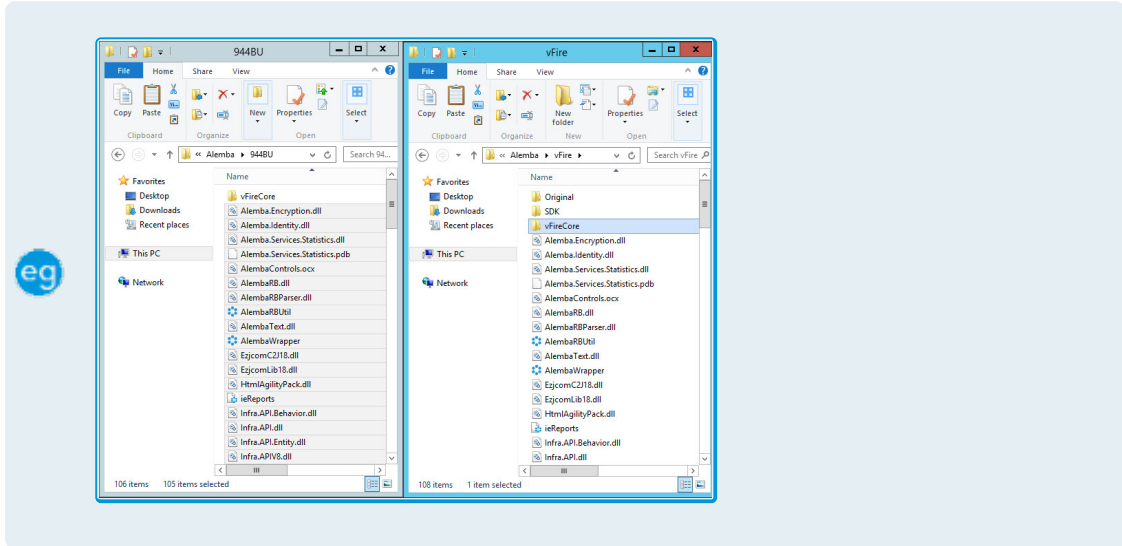 944BU
File Home Share View
Copy Paste New Properties Select
Clipboard Organize Open
« Alemba 944BU Search 94...
Favorites
Desktop
Downloads
Recent places
This PC
Network
Name
vFireCore
Alemba.Encryption.dll
Alemba.Identity.dll
Alemba.Services.Statistics.dll
Alemba.Services.Statistics.pdb
AlembaControls.ocx
AlembaRB.dll
AlembaRBParser.dll
AlembaRBUtil
AlembaText.dll
AlembaWrapper
EzjcomC2J18.dll
EzjcomLib18.dll
HtmlAgilityPack.dll
ieReports
Infra.API.Behavior.dll
Infra.API.dll
Infra.API.Entity.dll
Infra.APIV8.dll
106 items 105 items selected
vFire
File Home Share View
Copy Paste New folder Properties Select
Clipboard Organize New Open
« Alemba vFire Search vFire
Favorites
Desktop
Downloads
Recent places
This PC
Network
Name
Original
SDK
vFireCore
Alemba.Encryption.dll
Alemba.Identity.dll
Alemba.Services.Statistics.dll
Alemba.Services.Statistics.pdb
AlembaControls.ocx
AlembaRB.dll
AlembaRBParser.dll
AlembaRBUtil
AlembaText.dll
AlembaWrapper
EzjcomC2J18.dll
EzjcomLib18.dll
HtmlAgilityPack.dll
ieReports
Infra.API.Behavior.dll
Infra.API.dll
108 items 1 item selected
eg